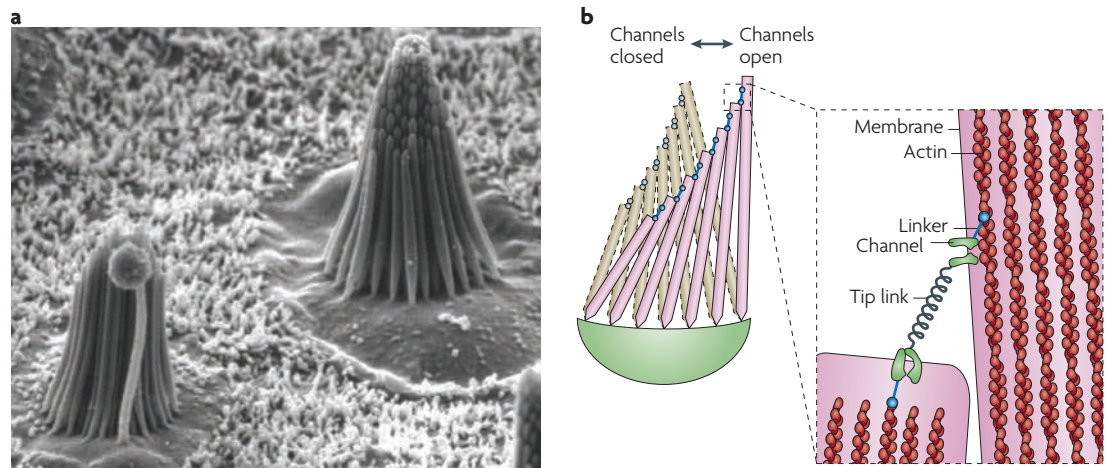 a
b
Channels closed
Channels open
Membrane
Actin
Linker
Channel
Tip link